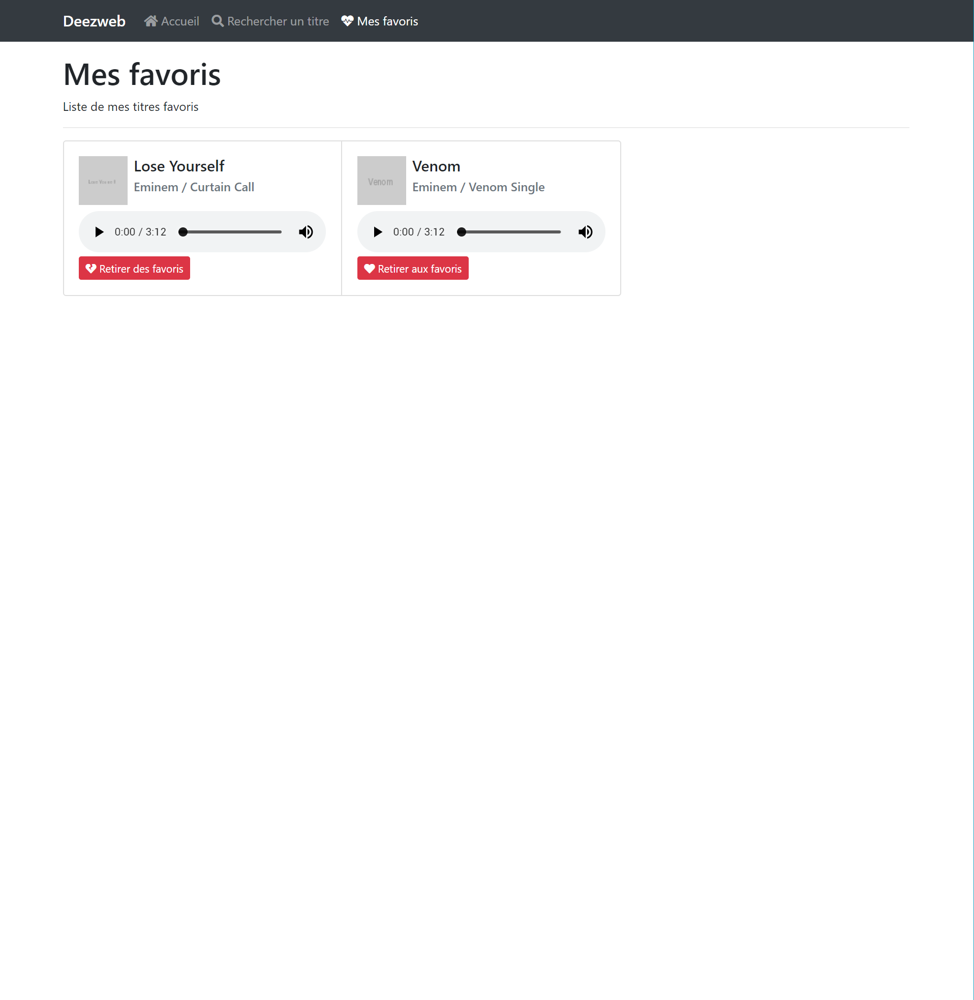 Deezweb Accueil Rechercher un titre Mes favoris
Mes favoris
Liste de mes titres favoris
Lose Yourself
Eminem / Curtain Call
0:00 / 3:12
Retirer des favoris
Venom
Venom
Eminem / Venom Single
0:00 / 3:12
Retirer aux favoris